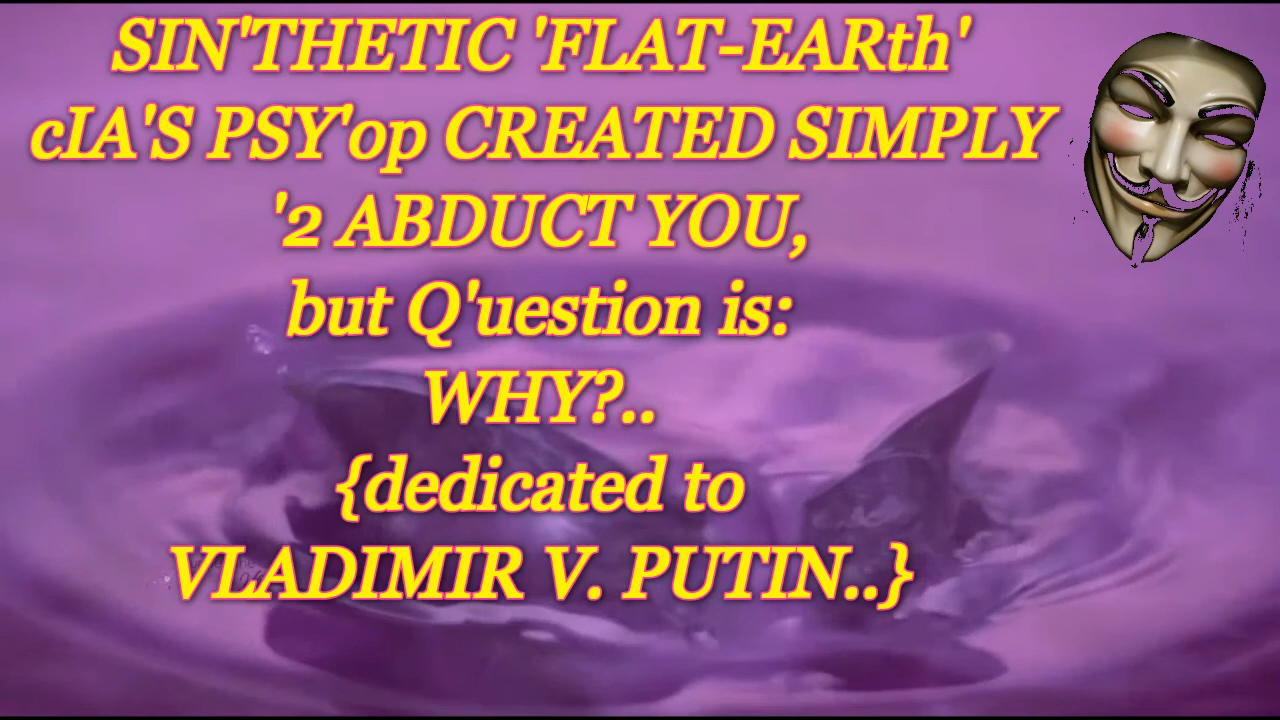 SIN'THETIC 'FLAT-EARth'
cIA'S PSY'op CREATED SIMPLY
'2 ABDUCT YOU,
but Q'uestion is:
WHY?..
{dedicated to
VLADIMIR V. PUTIN..}